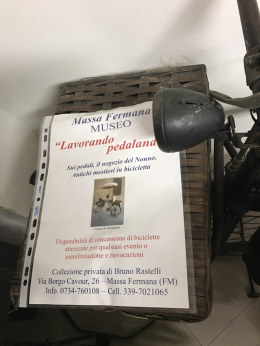 Massa Fermana
MUSEO
"Lavorando
pedalando
Sui pedali, il negozio del Nonno,
Antichi mestieri in bicicletta
Disponibilità di concessione di biciclette
attrezzate per qualsiasi evento o
manifestazione e rievocazioni
Collezione privata di Bruno Rastelli
Via Borgo Cavour, 26 – Massa Fermana (FM)
Info. 0734-760108 – Cell. 339-7021065